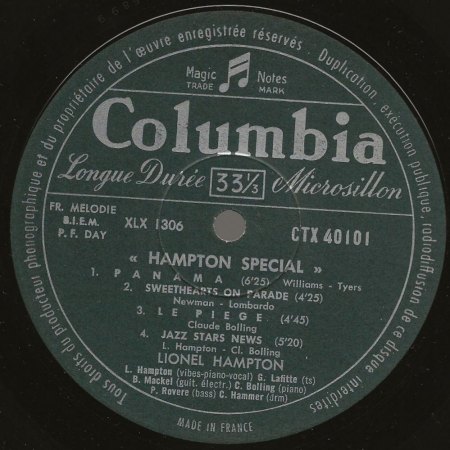 Tous droits du producteur phonographique et du propriétaire de l'œuvre enregistrée réservés. Duplication, exécution publique, radiodiffusion de ce disque interdites
Magic Notes
TRADE MARK
Columbia
Longue Durée 33⅓ Microsillon
FR. MELODIE
B.I.E.M. XLX 1306
P. F. DAY
CTX 40101
« HAMPTON SPECIAL »
1. PANAMA (6'25) Williams - Tyers
2. SWEETHEARTS ON PARADE (4'25)
Newman - Lombardo
3. LE PIEGE (4'45)
Claude Bolling
4. JAZZ STARS NEWS (5'20)
L. Hampton - Cl. Bolling
LIONEL HAMPTON
L. Hampton (vibes-piano-vocal) G. Lafitte (ts)
B. Mackel (guit. électr.) C. Bolling (piano)
P. Rovere (bass) C. Hammer (drm)
MADE IN FRANCE